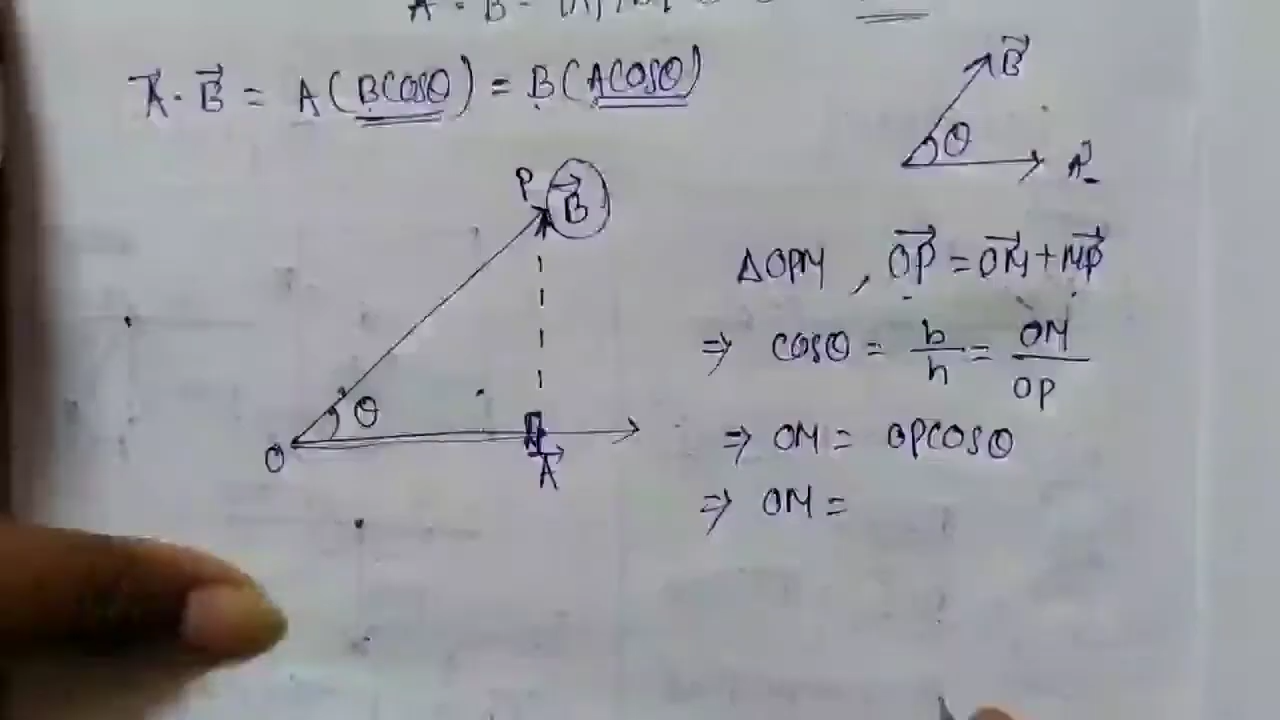 A⃗ · B⃗ = A(BCOSθ) = B(ACOSθ)
B⃗
θ
A⃗
P B⃗
θ
O
A⃗
ΔOPM , OP⃗ = OM⃗ + MP⃗
⇒ COSθ = b/h = OM/OP
⇒ OM = OPCOSθ
⇒ OM =